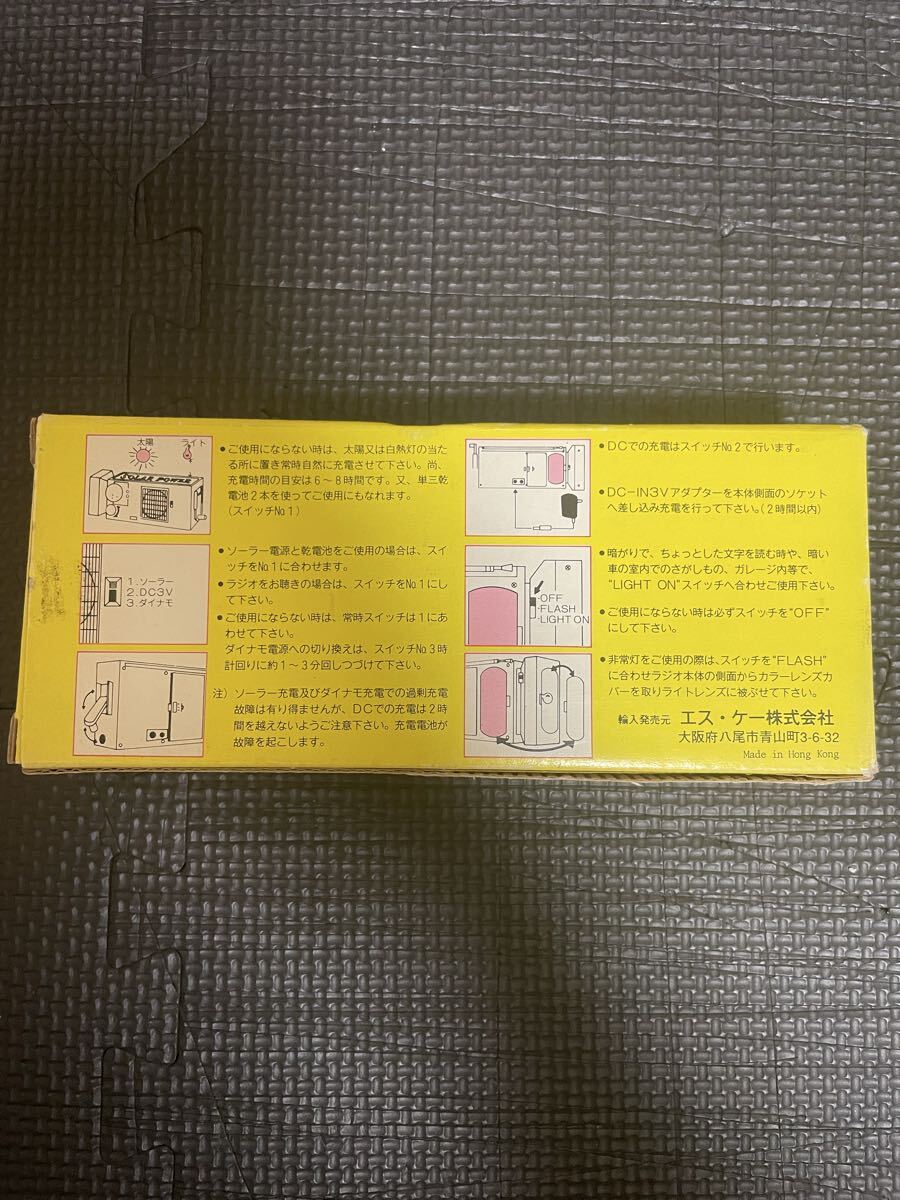 太陽
ライト
SOLAR POWER
●ご使用にならない時は、太陽又は白熱灯の当た
る所に置き常時自然に充電させて下さい。尚、
充電時間の目安は6～8時間です。又、単三乾
電池2本を使ってご使用にもなれます。
(スイッチNo.1)
1.ソーラー
2.DC3V
3.ダイナモ
●ソーラー電源と乾電池をご使用の場合は、スイ
ッチをNo.1に合わせます。
●ラジオをお聴きの場合は、スイッチをNo.1にし
て下さい。
●ご使用にならない時は、常時スイッチは1にあ
わせて下さい。
ダイナモ電源への切り換えは、スイッチNo.3時
計回りに約1～3分回しつづけて下さい。
注) ソーラー充電及びダイナモ充電での過剰充電
故障は有り得ませんが、DCでの充電は2時
間を越えないようご注意下さい。充電電池が
故障を起こします。
●DCでの充電はスイッチNo.2で行います。
●DC-IN3Vアダプターを本体側面のソケット
へ差し込み充電を行って下さい。(2時間以内)
OFF
FLASH
LIGHT ON
●暗がりで、ちょっとした文字を読む時や、暗い
車の室内でのさがしもの、ガレージ内等で、
"LIGHT ON"スイッチへ合わせご使用下さい。
●ご使用にならない時は必ずスイッチを"OFF"
にして下さい。
●非常灯をご使用の際は、スイッチを"FLASH"
に合わせラジオ本体の側面からカラーレンズカ
バーを取りライトレンズに被ぶせて下さい。
輸入発売元 エス・ケー株式会社
大阪府八尾市青山町3-6-32
Made in Hong Kong